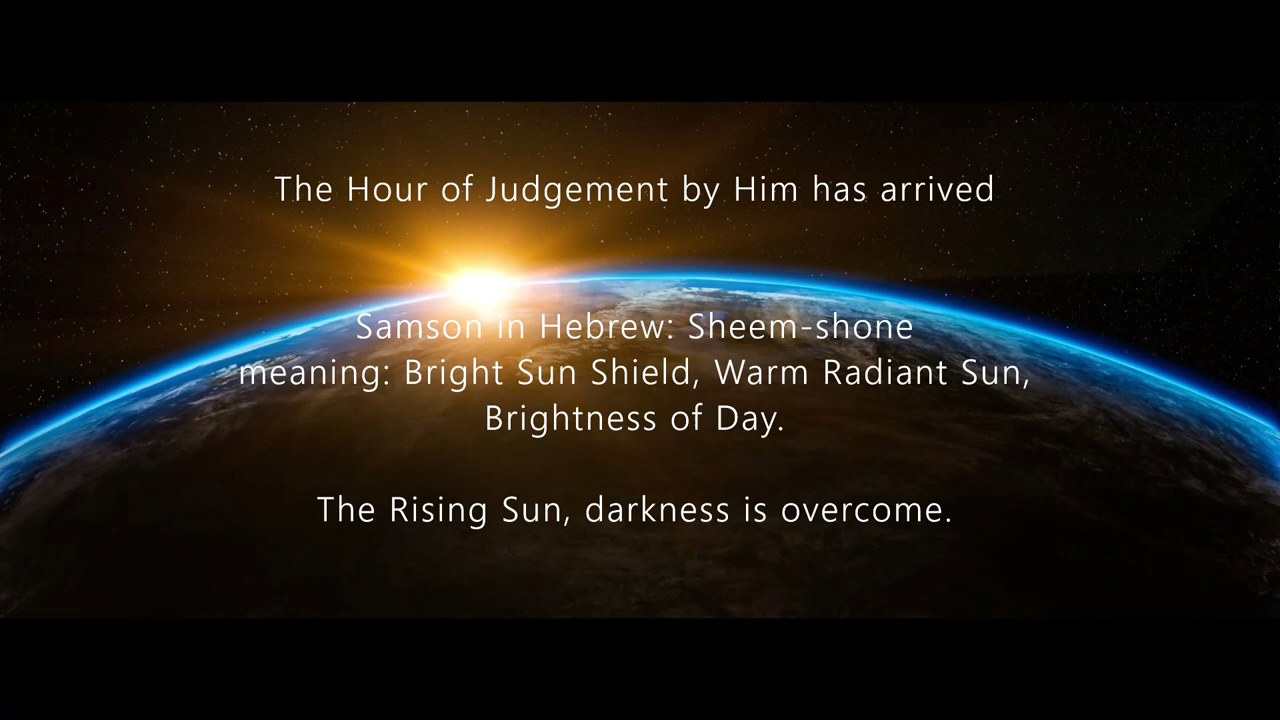 The Hour of Judgement by Him has arrived
Samson in Hebrew: Sheem-shone
meaning: Bright Sun Shield, Warm Radiant Sun,
Brightness of Day.
The Rising Sun, darkness is overcome.